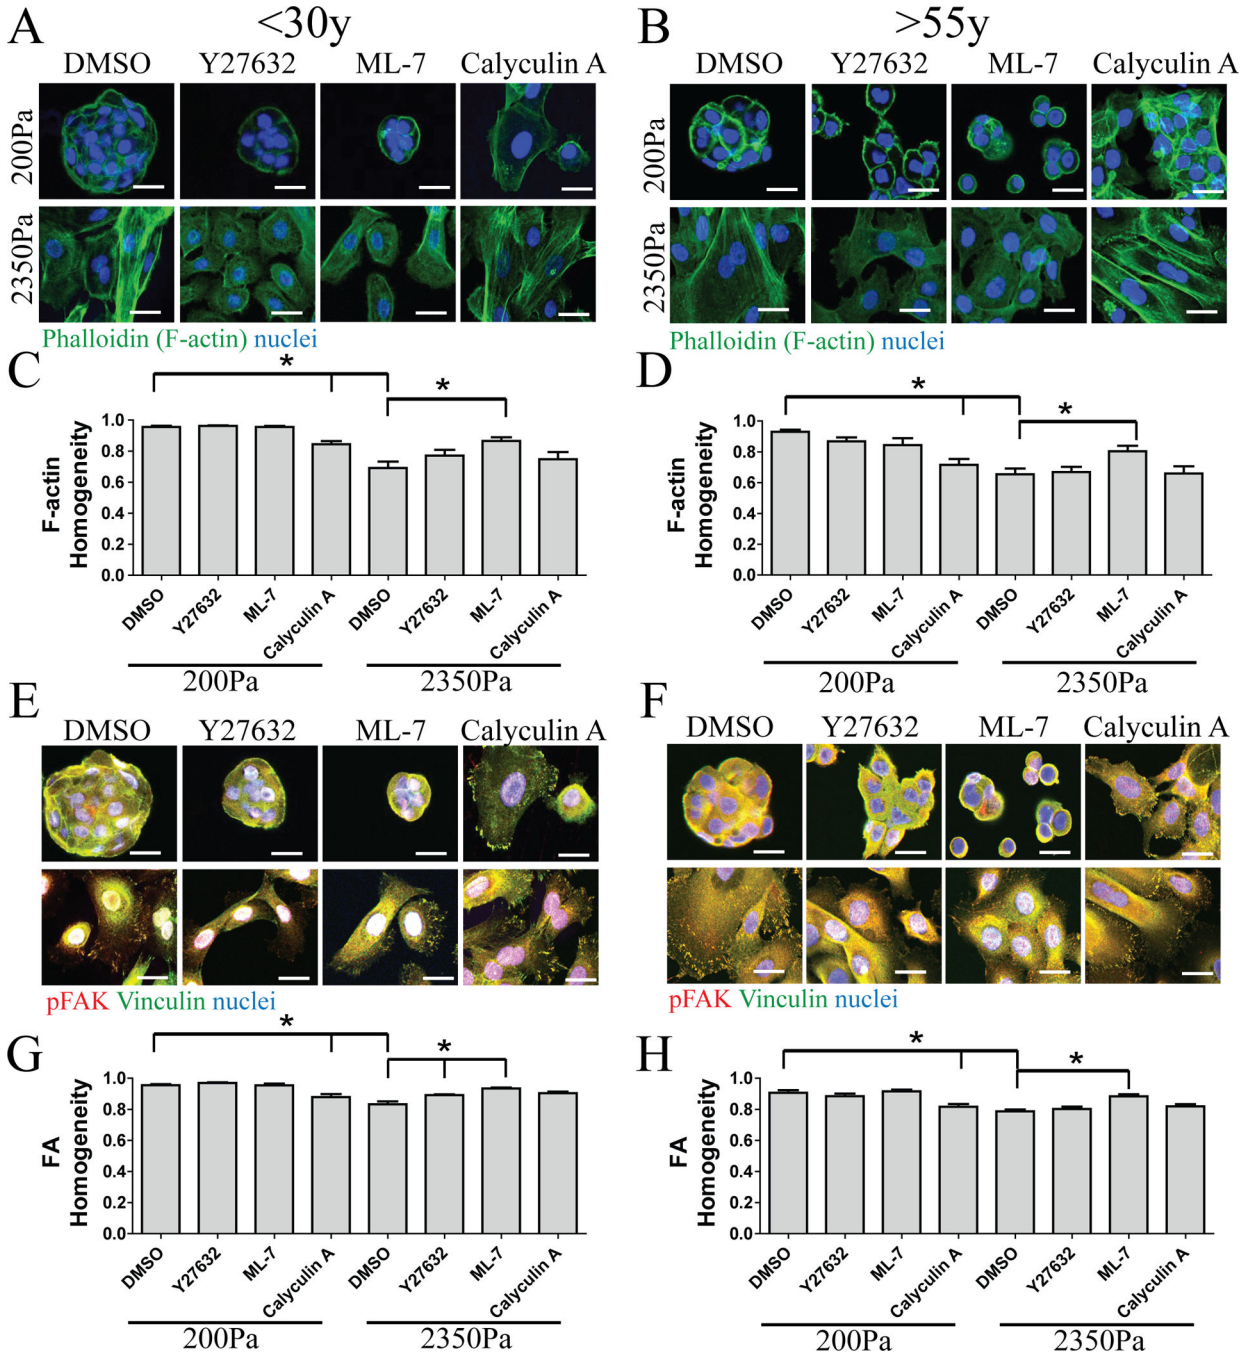 A <30y
DMSO Y27632 ML-7 Calyculin A
200Pa
2350Pa
Phalloidin (F-actin) nuclei
B >55y
DMSO Y27632 ML-7 Calyculin A
200Pa
2350Pa
Phalloidin (F-actin) nuclei
C
* *
F-actin
Homogeneity
1.0
0.8
0.6
0.4
0.2
0.0
DMSO Y27632 ML-7 Calyculin A DMSO Y27632 ML-7 Calyculin A
200Pa 2350Pa
D
* *
F-actin
Homogeneity
1.0
0.8
0.6
0.4
0.2
0.0
DMSO Y27632 ML-7 Calyculin A DMSO Y27632 ML-7 Calyculin A
200Pa 2350Pa
E
DMSO Y27632 ML-7 Calyculin A
pFAK Vinculin nuclei
F
DMSO Y27632 ML-7 Calyculin A
pFAK Vinculin nuclei
G
* *
FA
Homogeneity
1.0
0.8
0.6
0.4
0.2
0.0
DMSO Y27632 ML-7 Calyculin A DMSO Y27632 ML-7 Calyculin A
200Pa 2350Pa
H
* *
FA
Homogeneity
1.0
0.8
0.6
0.4
0.2
0.0
DMSO Y27632 ML-7 Calyculin A DMSO Y27632 ML-7 Calyculin A
200Pa 2350Pa